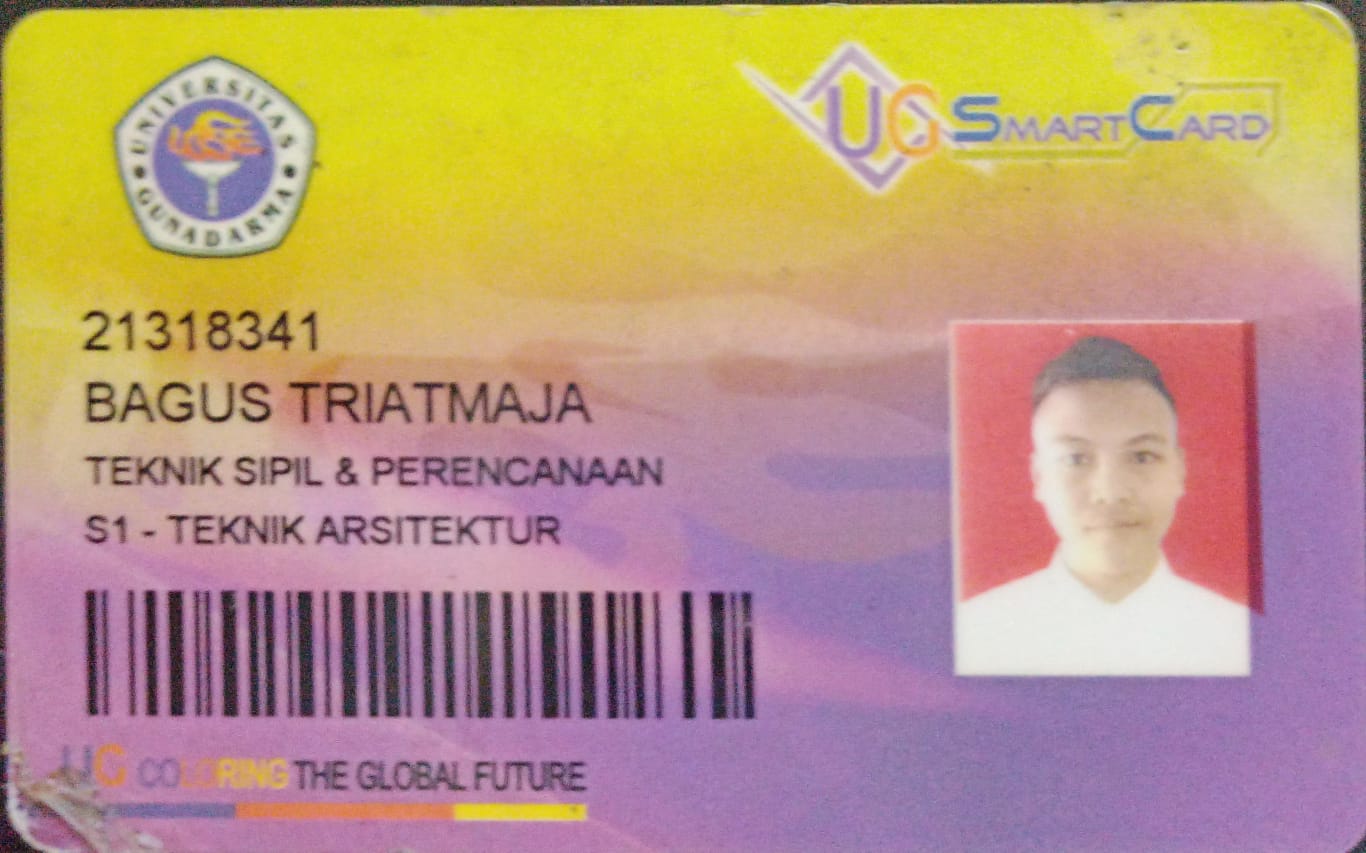 UNIVERSITAS
GUNADARMA
UG SMARTCARD
21318341
BAGUS TRIATMAJA
TEKNIK SIPIL & PERENCANAAN
S1 - TEKNIK ARSITEKTUR
UG COLORING THE GLOBAL FUTURE